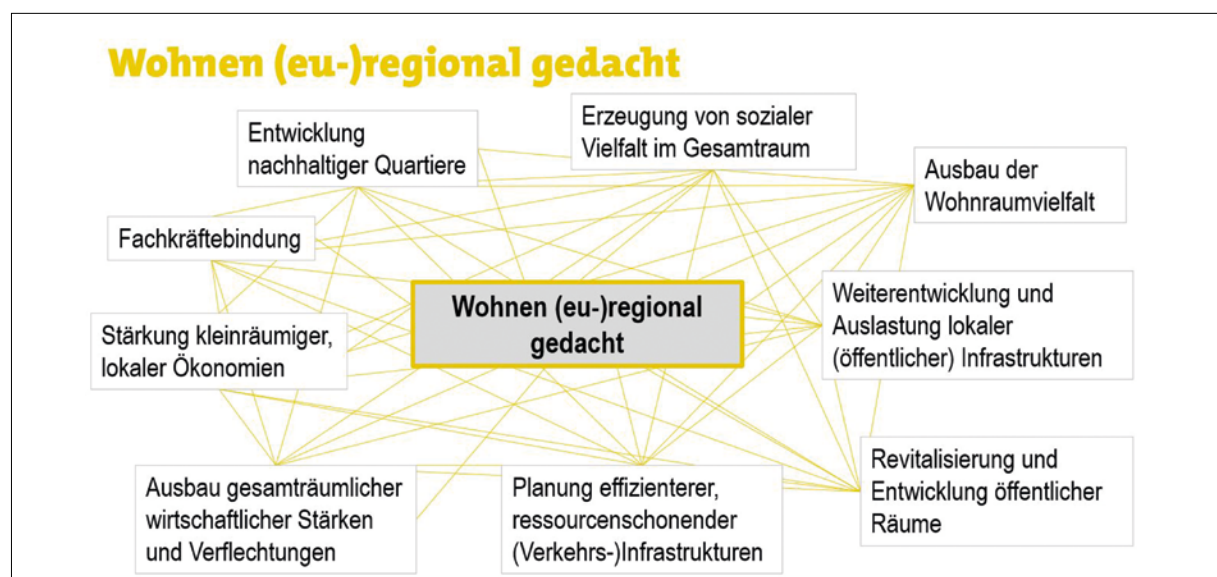 Wohnen (eu-)regional gedacht
Entwicklung
nachhaltiger Quartiere
Erzeugung von sozialer
Vielfalt im Gesamtraum
Ausbau der
Wohnraumvielfalt
Fachkräftebindung
Wohnen (eu-)regional
gedacht
Weiterentwicklung und
Auslastung lokaler
(öffentlicher) Infrastrukturen
Stärkung kleinräumiger,
lokaler Ökonomien
Ausbau gesamträumlicher
wirtschaftlicher Stärken
und Verflechtungen
Planung effizienterer,
ressourcenschonender
(Verkehrs-)Infrastrukturen
Revitalisierung und
Entwicklung öffentlicher
Räume